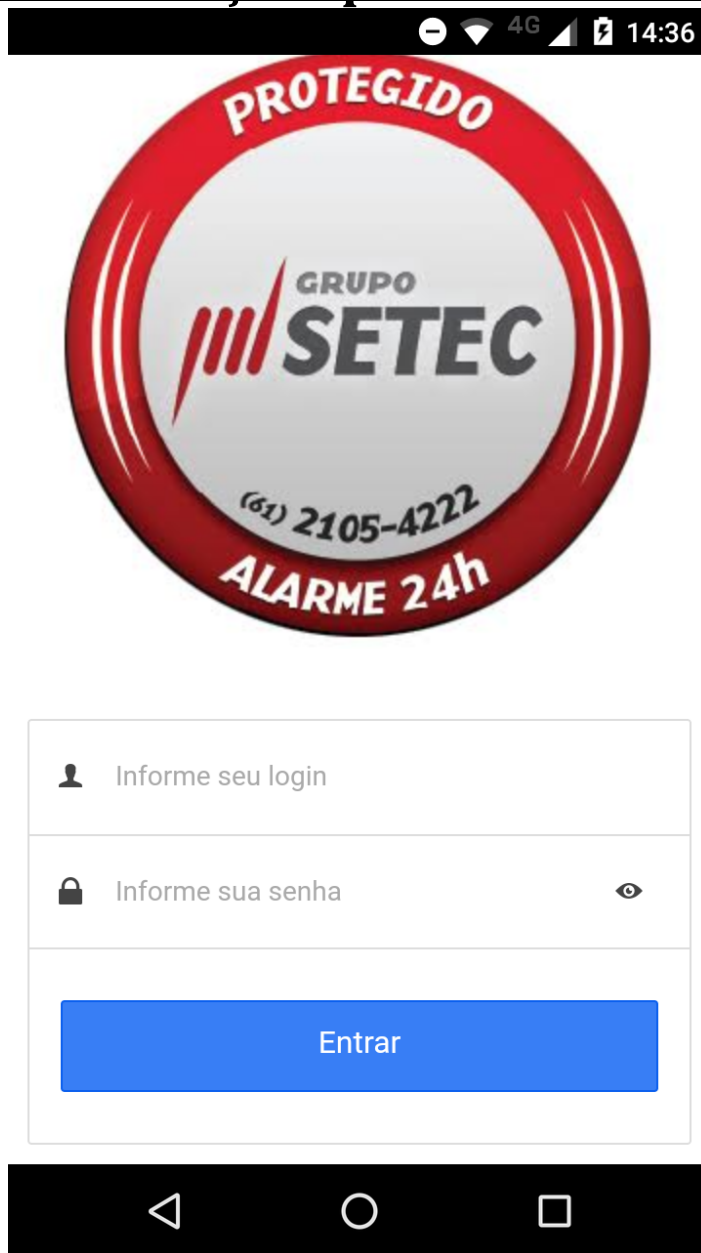 4G 14:36
PROTEGIDO
GRUPO
SETEC
(61) 2105-4222
ALARME 24h
Informe seu login
Informe sua senha
Entrar